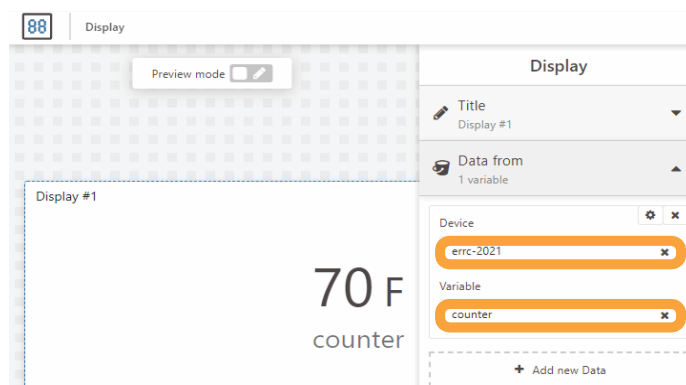 88 Display
Preview mode
Display #1
70 F
counter
Display
Title
Display #1
Data from
1 variable
Device
errc-2021
Variable
counter
+ Add new Data